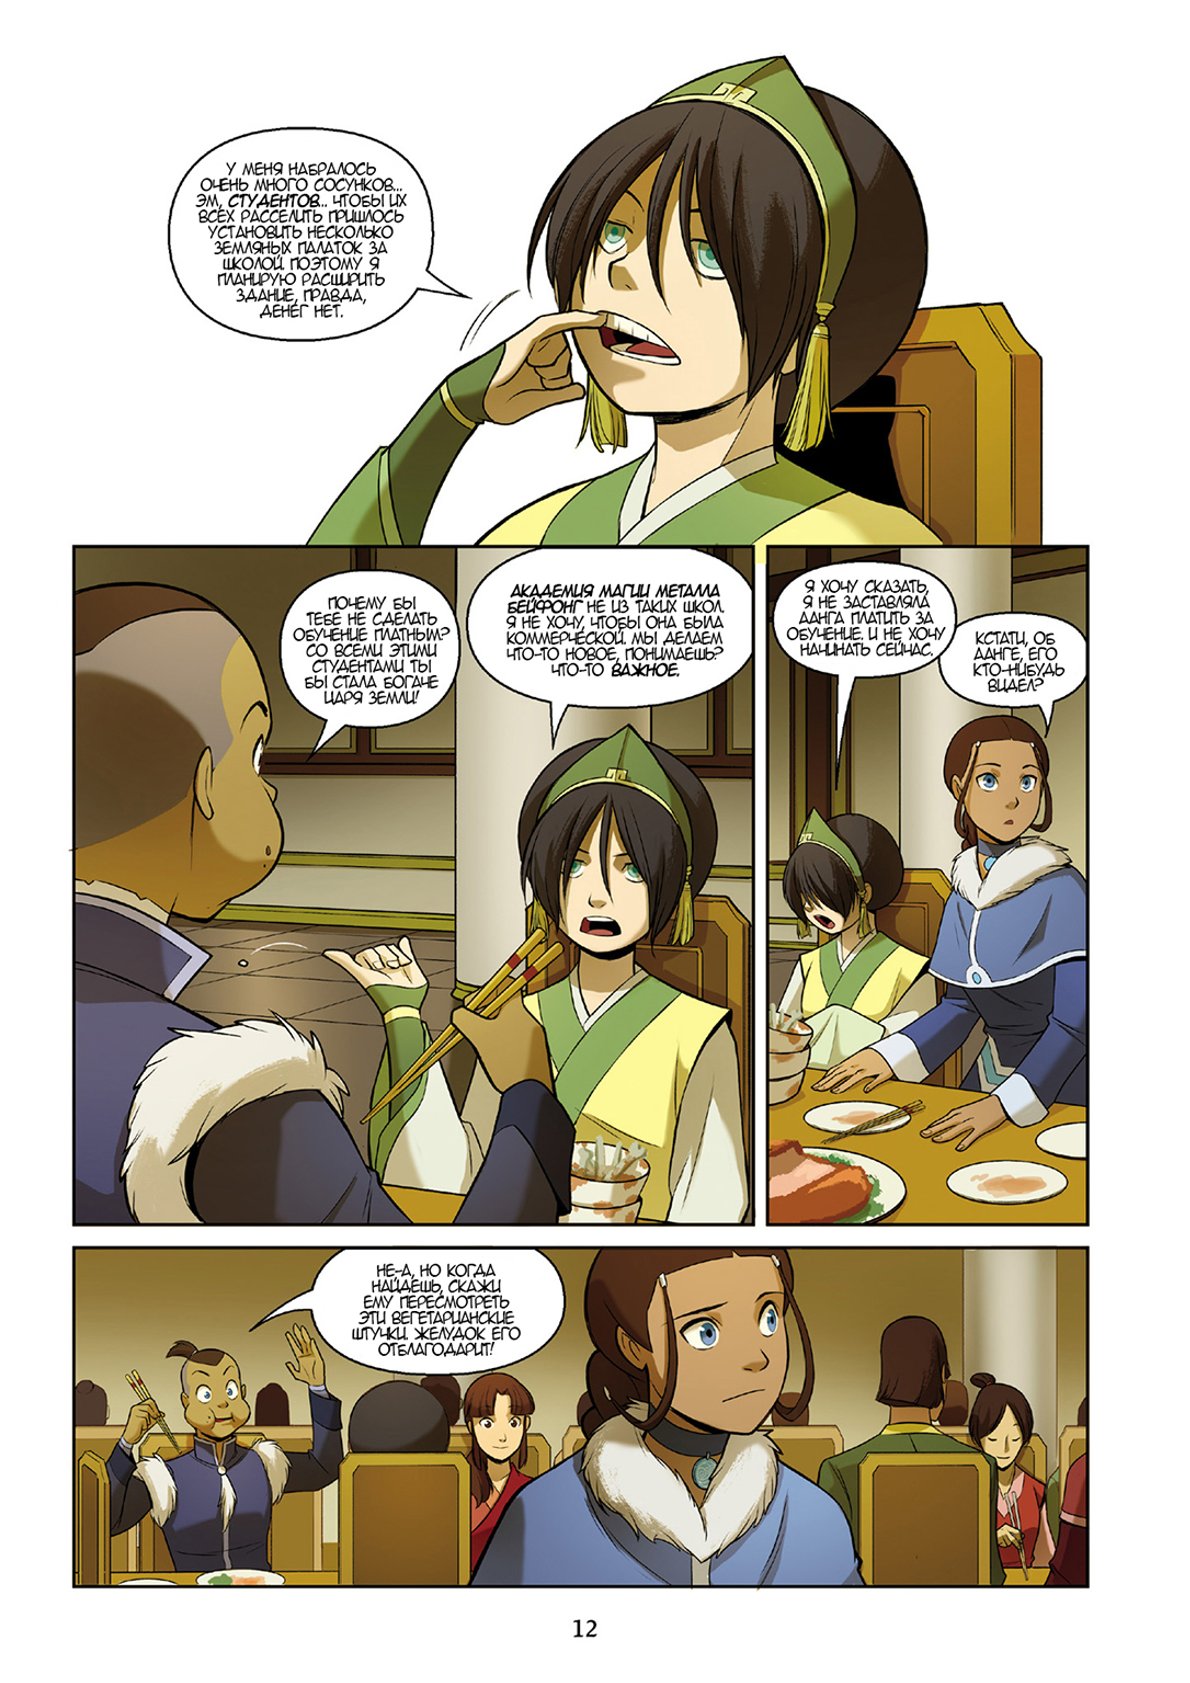 У МЕНЯ НАБРАЛОСЬ
ОЧЕНЬ МНОГО СОСУНКОВ...
ЭМ, СТУДЕНТОВ... ЧТОБЫ ИХ
ВСЕХ РАССЕЛИТЬ ПРИШЛОСЬ
УСТАНОВИТЬ НЕСКОЛЬКО
ЗЕМЛЯНЫХ ПАЛАТОК ЗА
ШКОЛОЙ. ПОЭТОМУ Я
ПЛАНИРУЮ РАСШИРИТЬ
ЗДАНИЕ, ПРАВДА,
ДЕНЕГ НЕТ.
ПОЧЕМУ БЫ
ТЕБЕ НЕ СДЕЛАТЬ
ОБУЧЕНИЕ ПЛАТНЫМ?
СО ВСЕМИ ЭТИМИ
СТУДЕНТАМИ ТЫ
БЫ СТАЛА БОГАЧЕ
ЦАРЯ ЗЕМЛИ!
АКАДЕМИЯ МАГИИ МЕТАЛЛА
БЕЙФОНГ НЕ ИЗ ТАКИХ ШКОЛ.
Я НЕ ХОЧУ, ЧТОБЫ ОНА БЫЛА
КОММЕРЧЕСКОЙ. МЫ ДЕЛАЕМ
ЧТО-ТО НОВОЕ, ПОНИМАЕШЬ?
ЧТО-ТО ВАЖНОЕ.
Я ХОЧУ СКАЗАТЬ,
Я НЕ ЗАСТАВЛЯЛА
ААНГА ПЛАТИТЬ ЗА
ОБУЧЕНИЕ. И НЕ ХОЧУ
НАЧИНАТЬ СЕЙЧАС.
КСТАТИ, ОБ
ААНГЕ, ЕГО
КТО-НИБУДЬ
ВИДЕЛ?
НЕ-А, НО КОГДА
НАЙДЕШЬ, СКАЖИ
ЕМУ ПЕРЕСМОТРЕТЬ
ЭТИ ВЕГЕТАРИАНСКИЕ
ШТУЧКИ. ЖЕЛУДОК ЕГО
ОТБЛАГОДАРИТ!
12